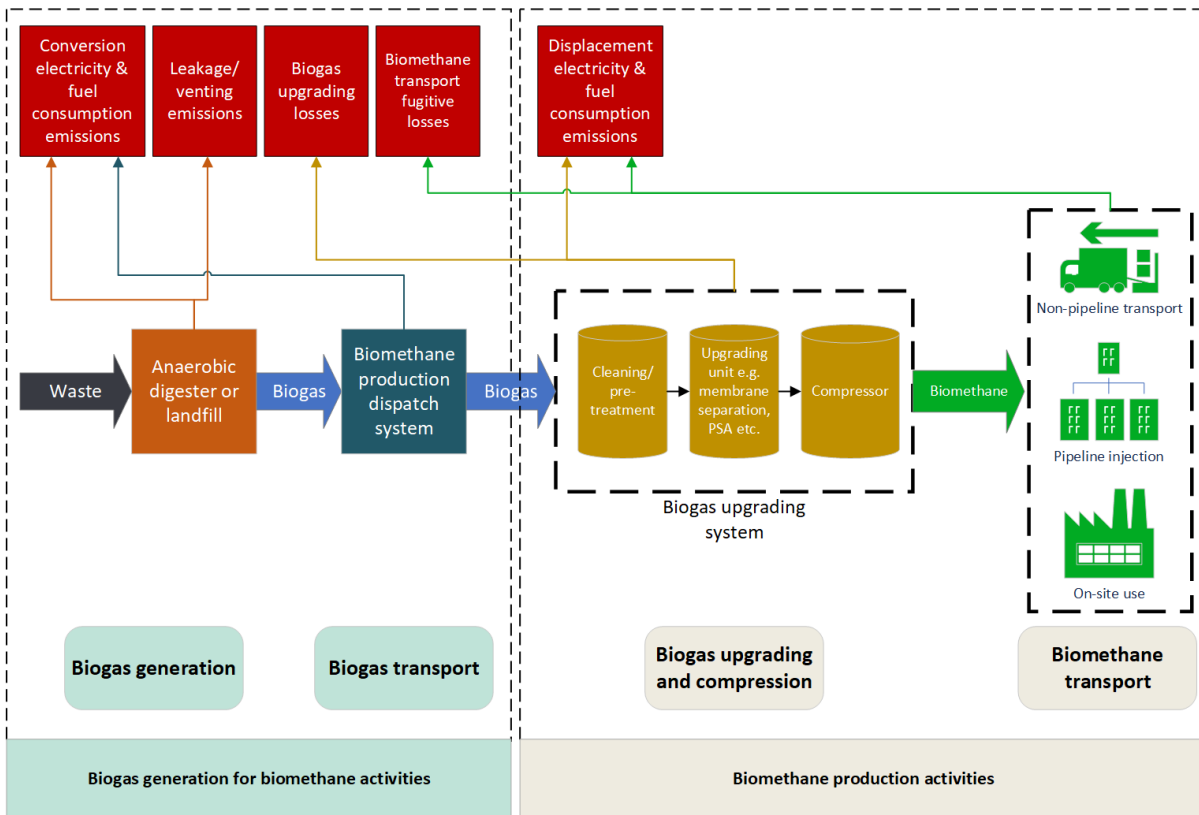 Conversion
electricity &
fuel
consumption
emissions
Leakage/
venting
emissions
Biogas
upgrading
losses
Biomethane
transport
fugitive
losses
Displacement
electricity &
fuel
consumption
emissions
Non-pipeline transport
Waste
Anaerobic
digester or
landfill
Biogas
Biomethane
production
dispatch
system
Biogas
Cleaning/
pre-
treatment
Upgrading
unit e.g.
membrane
separation,
PSA etc.
Compressor
Biomethane
Pipeline injection
Biogas upgrading
system
On-site use
Biogas generation
Biogas transport
Biogas upgrading
and compression
Biomethane
transport
Biogas generation for biomethane activities
Biomethane production activities